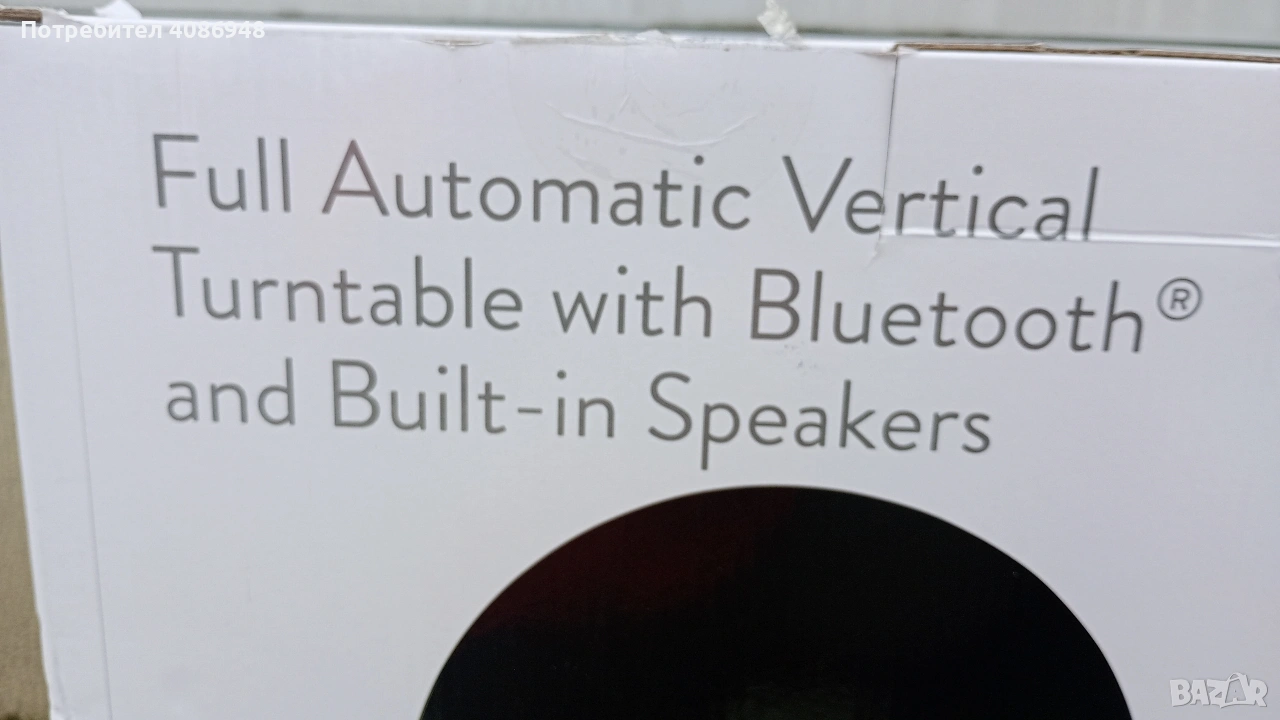 Потребител 4086948
Full Automatic Vertical
Turntable with Bluetooth®
and Built-in Speakers
BAZAR